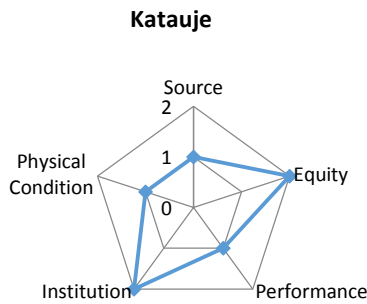 Katauje
Source
2
1
0
Equity
Physical
Condition
Institution
Performance